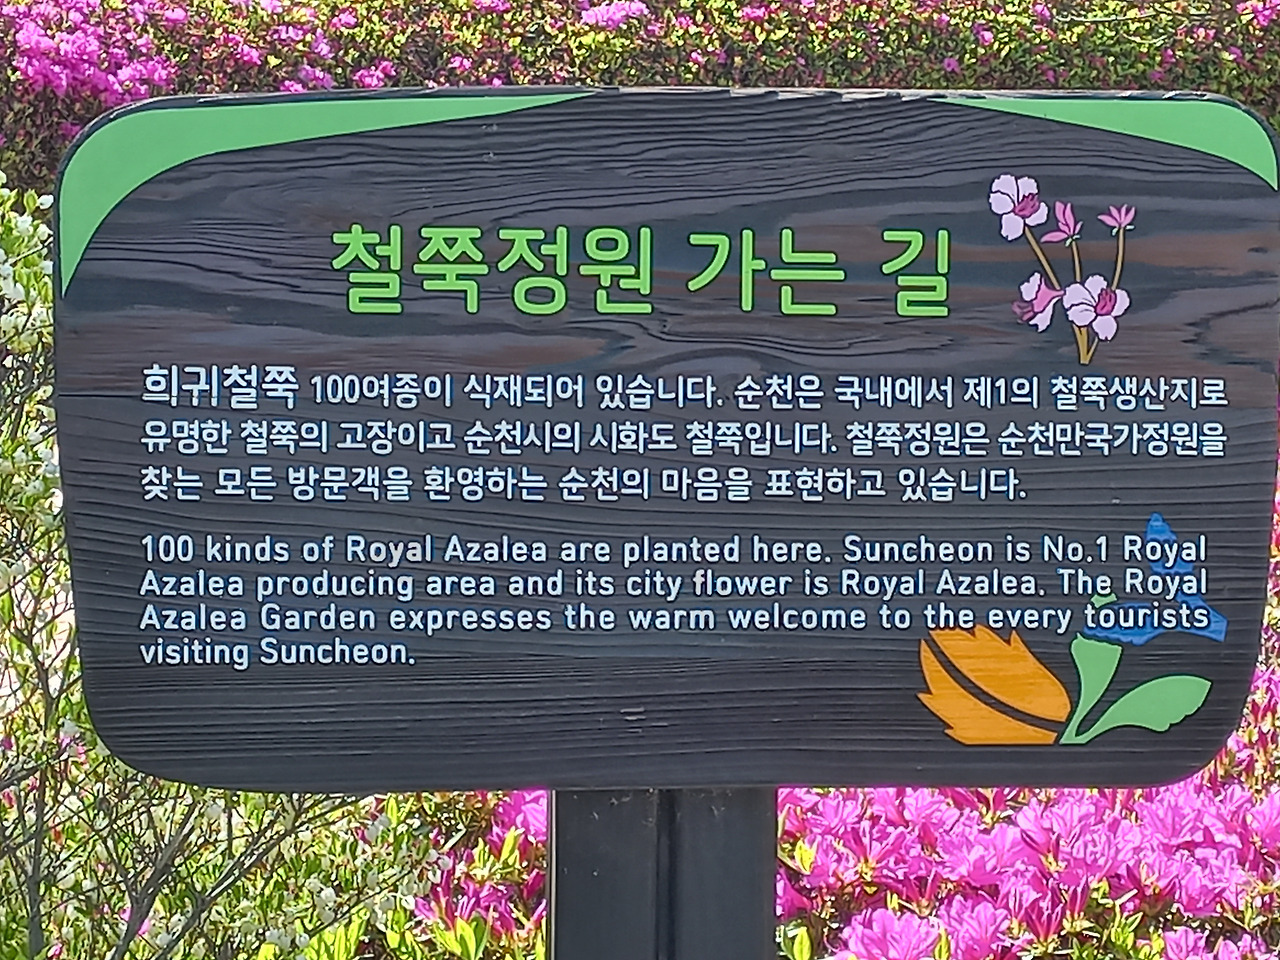 철쭉정원 가는 길
희귀철쭉 100여종이 식재되어 있습니다. 순천은 국내에서 제1의 철쭉생산지로
유명한 철쭉의 고장이고 순천시의 시화도 철쭉입니다. 철쭉정원은 순천만국가정원을
찾는 모든 방문객을 환영하는 순천의 마음을 표현하고 있습니다.
100 kinds of Royal Azalea are planted here. Suncheon is No.1 Royal
Azalea producing area and its city flower is Royal Azalea. The Royal
Azalea Garden expresses the warm welcome to the every tourists
visiting Suncheon.